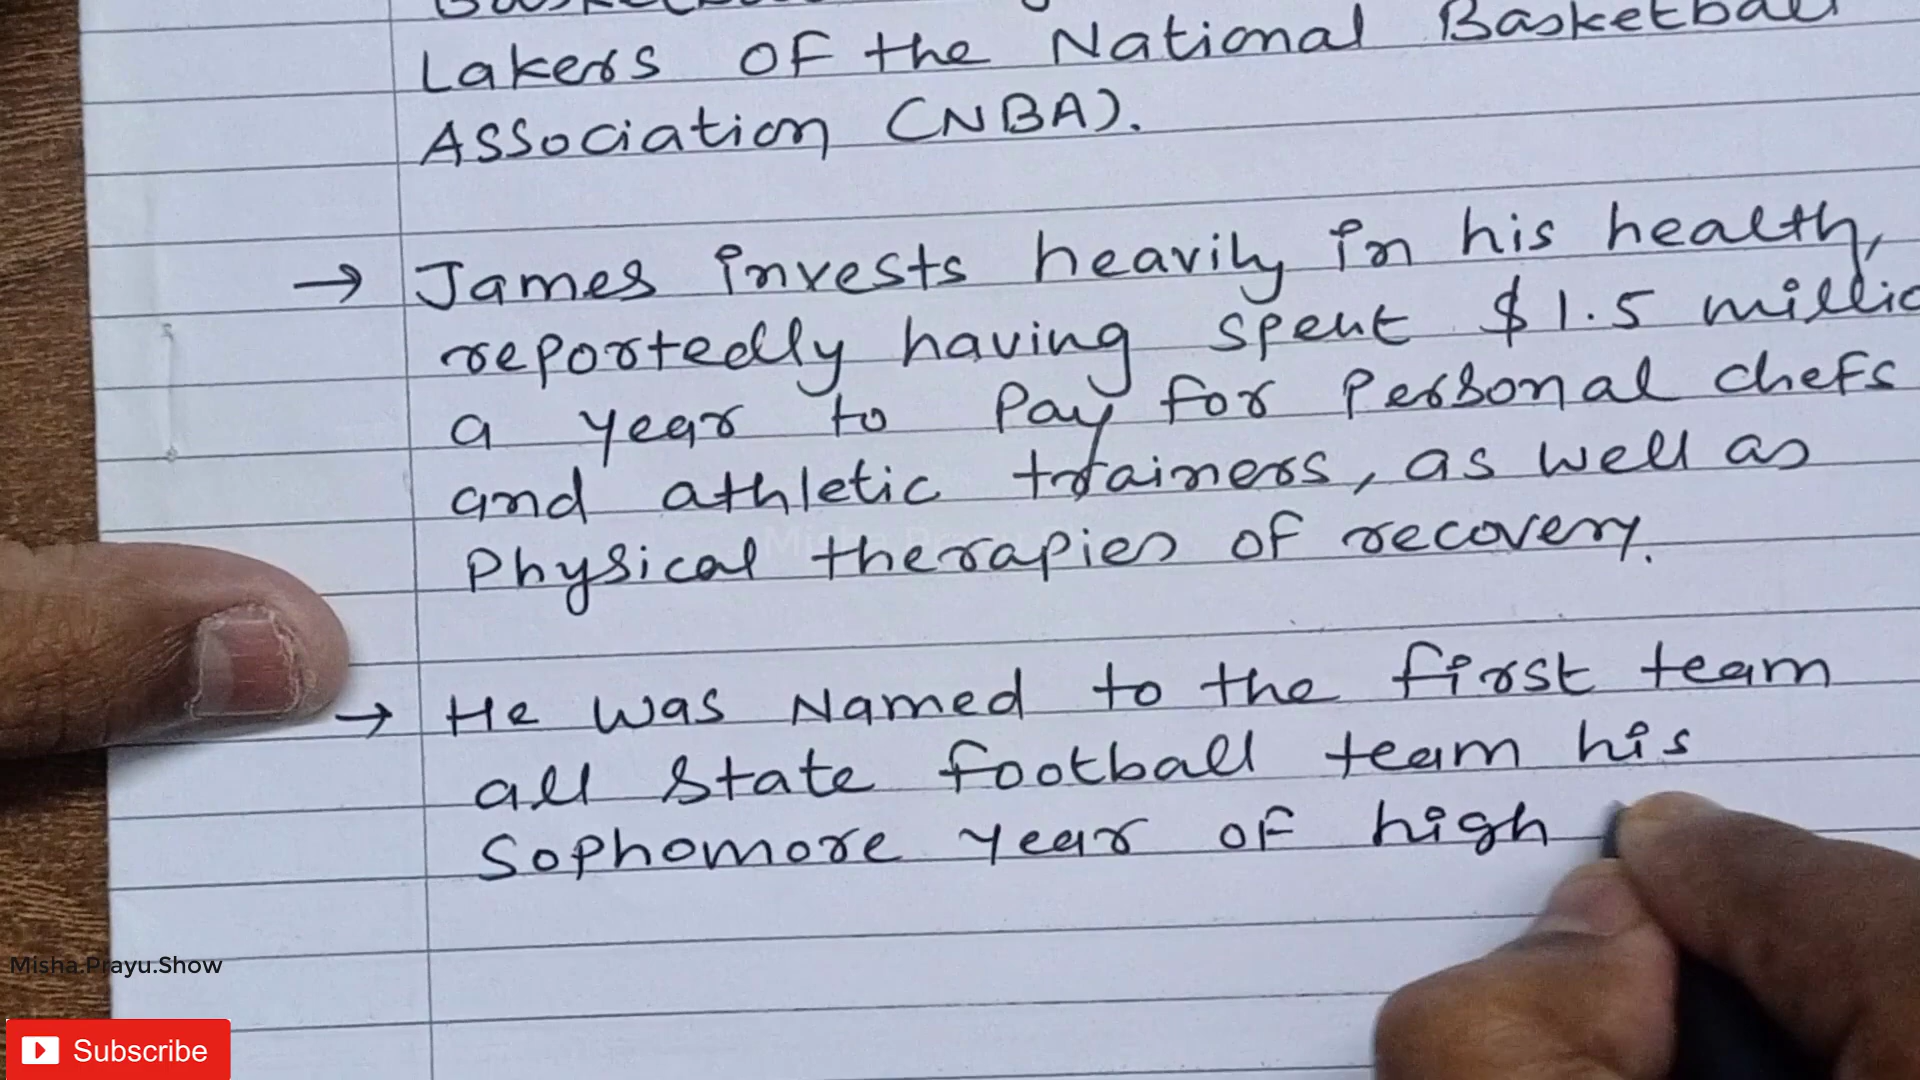 Lakers of the National Basketball
Association (NBA).
→ James invests heavily in his health,
reportedly having spent $1.5 millio
a year to Pay for Personal chefs
and athletic trainers, as well as
Physical therapies of recovery.
→ He was Named to the first team
all state football team his
Sophomore year of high
Misha.Prayu.Show
Subscribe